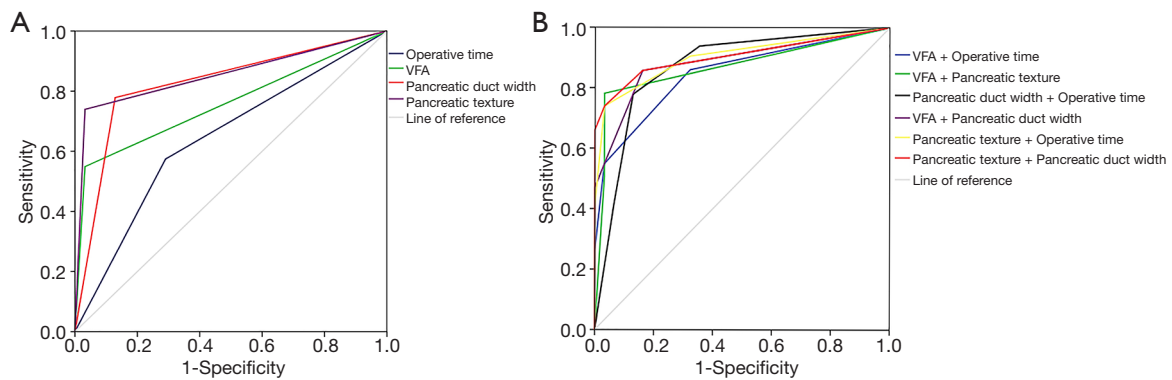 A
1.0
0.8
0.6
0.4
0.2
0.0
Sensitivity
0.0 0.2 0.4 0.6 0.8 1.0
1-Specificity
Operative time
VFA
Pancreatic duct width
Pancreatic texture
Line of reference
B
1.0
0.8
0.6
0.4
0.2
0.0
Sensitivity
0.0 0.2 0.4 0.6 0.8 1.0
1-Specificity
VFA + Operative time
VFA + Pancreatic texture
Pancreatic duct width + Operative time
VFA + Pancreatic duct width
Pancreatic texture + Operative time
Pancreatic texture + Pancreatic duct width
Line of reference